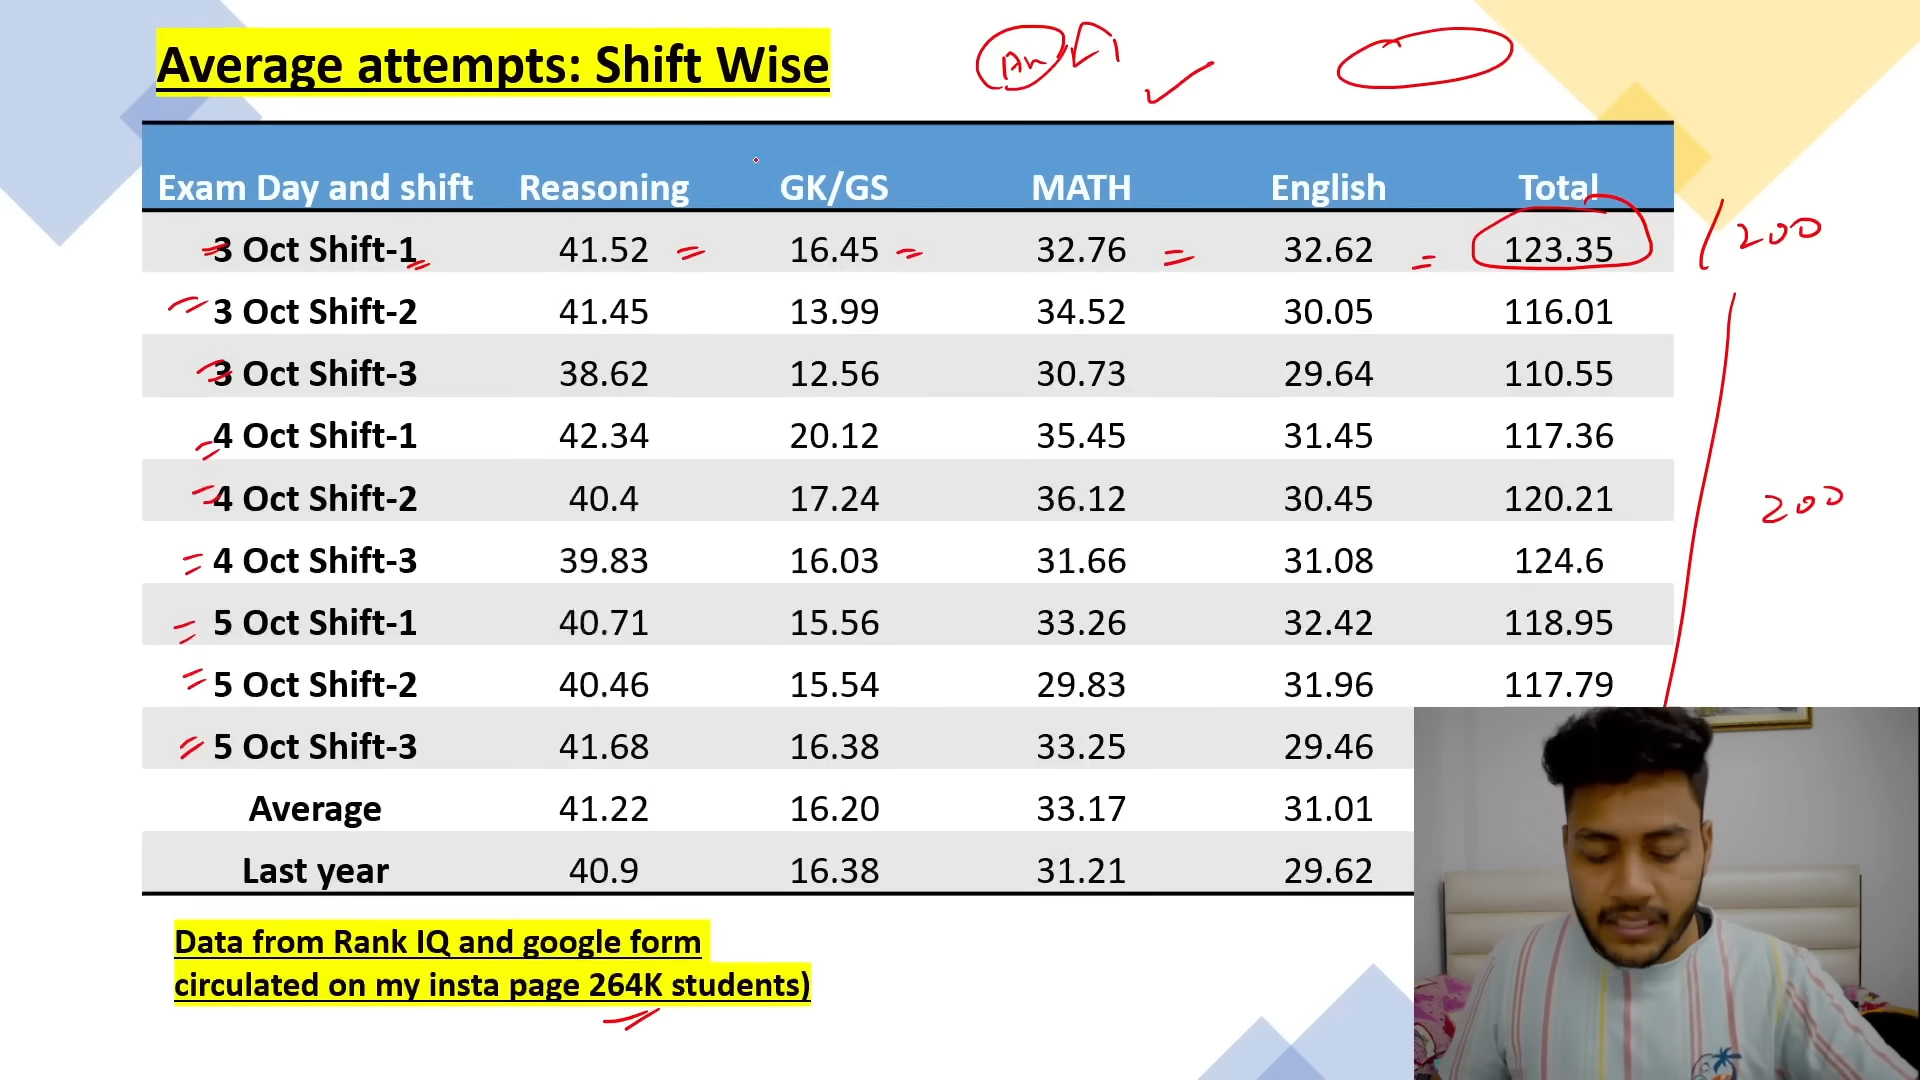 Average attempts: Shift Wise
Exam Day and shift Reasoning GK/GS MATH English Total
3 Oct Shift-1 41.52 16.45 32.76 32.62 123.35 200
3 Oct Shift-2 41.45 13.99 34.52 30.05 116.01
3 Oct Shift-3 38.62 12.56 30.73 29.64 110.55
4 Oct Shift-1 42.34 20.12 35.45 31.45 117.36
4 Oct Shift-2 40.4 17.24 36.12 30.45 120.21 200
4 Oct Shift-3 39.83 16.03 31.66 31.08 124.6
5 Oct Shift-1 40.71 15.56 33.26 32.42 118.95
5 Oct Shift-2 40.46 15.54 29.83 31.96 117.79
5 Oct Shift-3 41.68 16.38 33.25 29.46
Average 41.22 16.20 33.17 31.01
Last year 40.9 16.38 31.21 29.62
Data from Rank IQ and google form
circulated on my insta page 264K students)